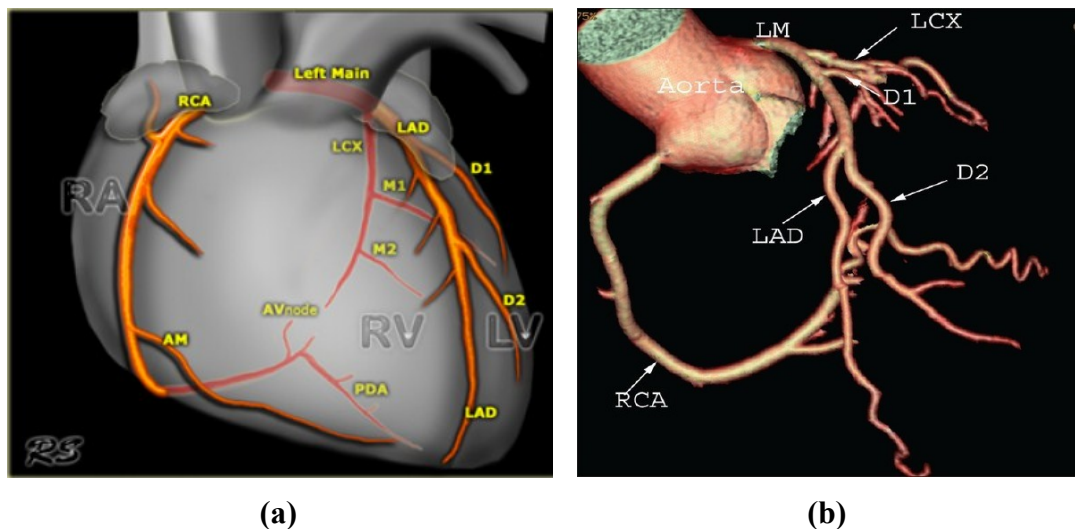 Left Main
RCA
LAD
LCX
D1
RA
M1
M2
D2
AVnode
RV
LV
AM
PDA
LAD
RS
75%
LM
LCX
Aorta
D1
D2
LAD
RCA
(a)
(b)